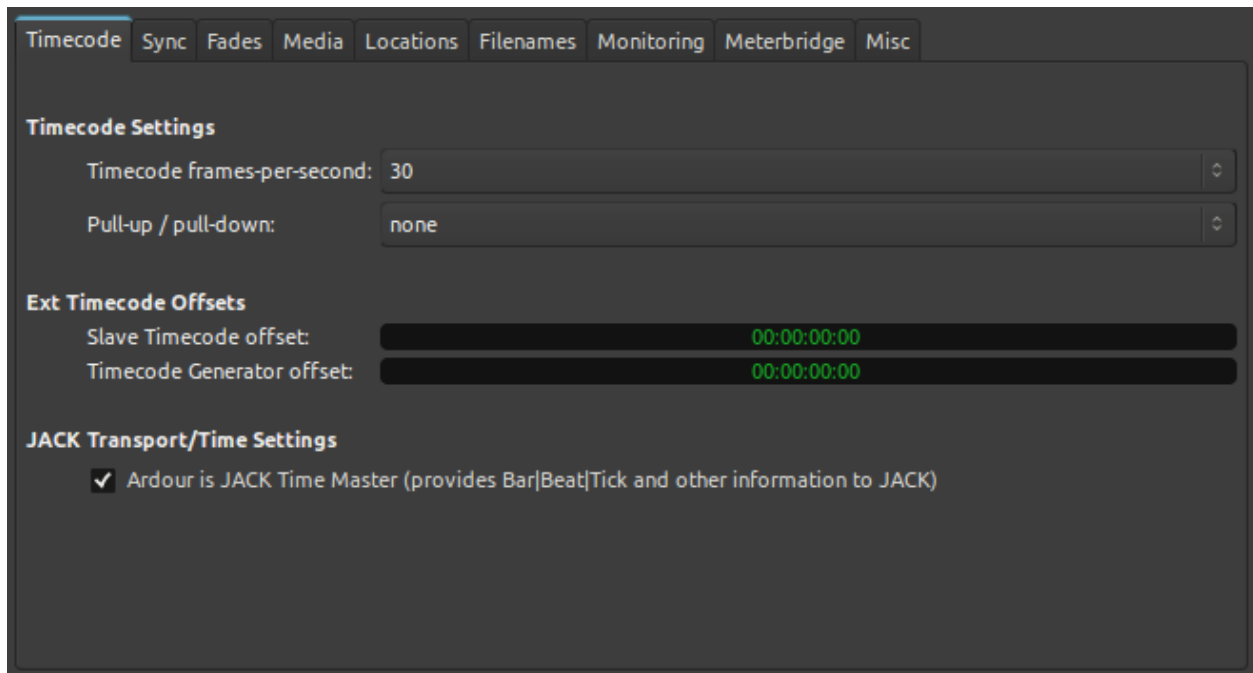 Timecode Sync Fades Media Locations Filenames Monitoring Meterbridge Misc
Timecode Settings
Timecode frames-per-second: 30
Pull-up / pull-down: none
Ext Timecode Offsets
Slave Timecode offset: 00:00:00:00
Timecode Generator offset: 00:00:00:00
JACK Transport/Time Settings
Ardour is JACK Time Master (provides Bar|Beat|Tick and other information to JACK)